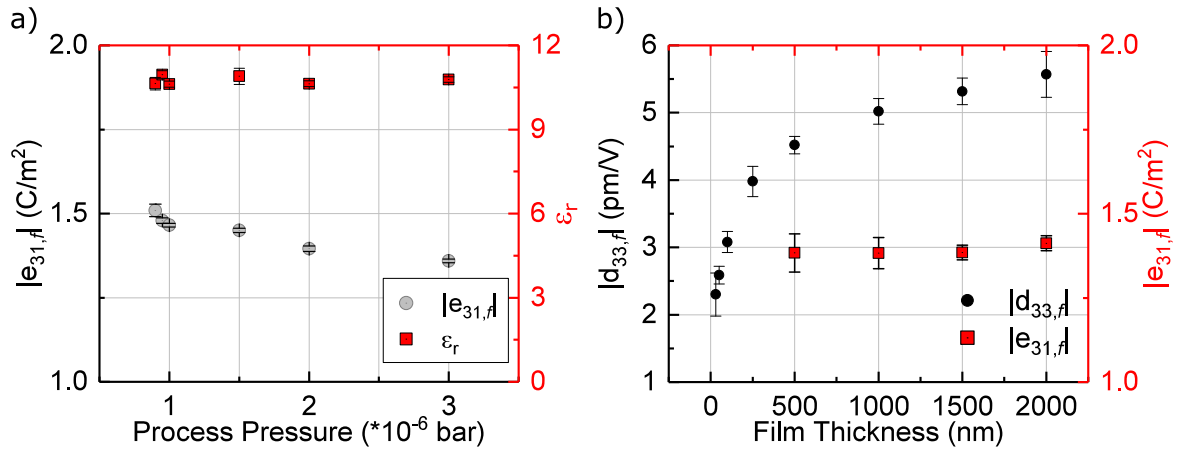 a)
2.0
1.5
1.0
|e31,f| (C/m²)
12
9
6
3
0
εr
|e31,f|
εr
1
2
3
Process Pressure (*10⁻⁶ bar)
b)
6
5
4
3
2
1
|d33,f| (pm/V)
2.0
1.5
1.0
|e31,f| (C/m²)
|d33,f|
|e31,f|
0
500
1000
1500
2000
Film Thickness (nm)